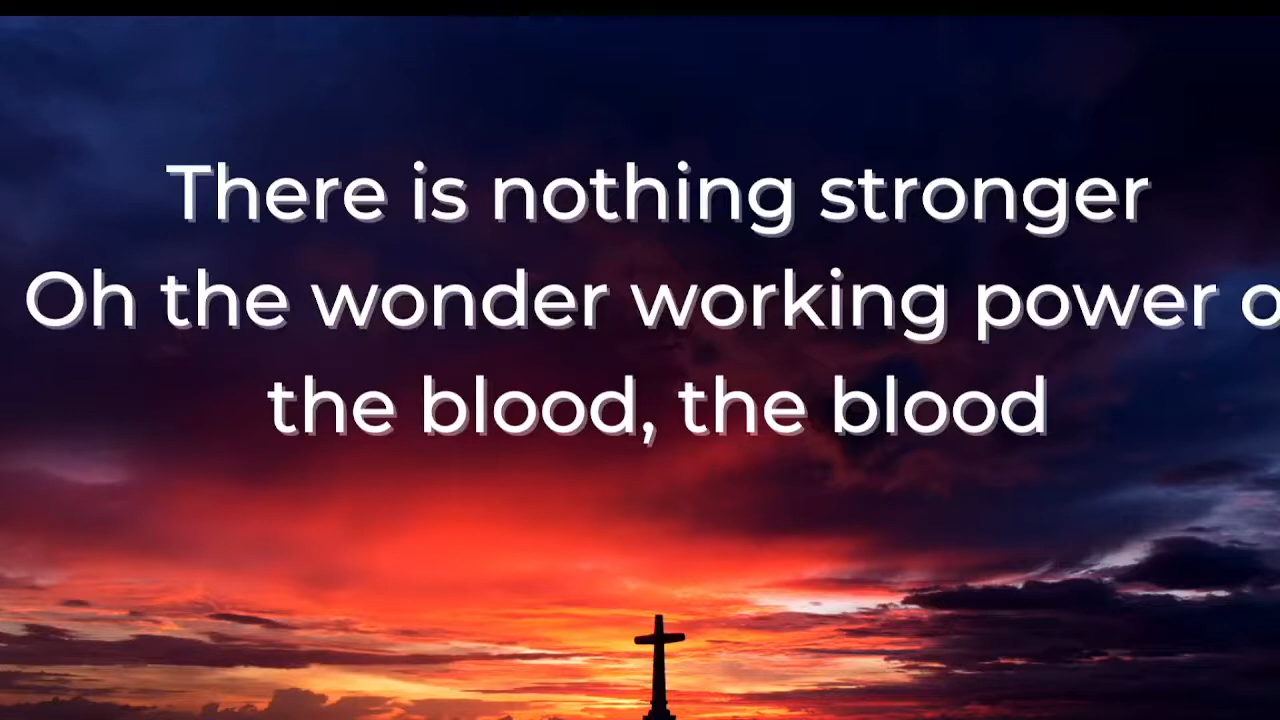 There is nothing stronger
Oh the wonder working power o
the blood, the blood